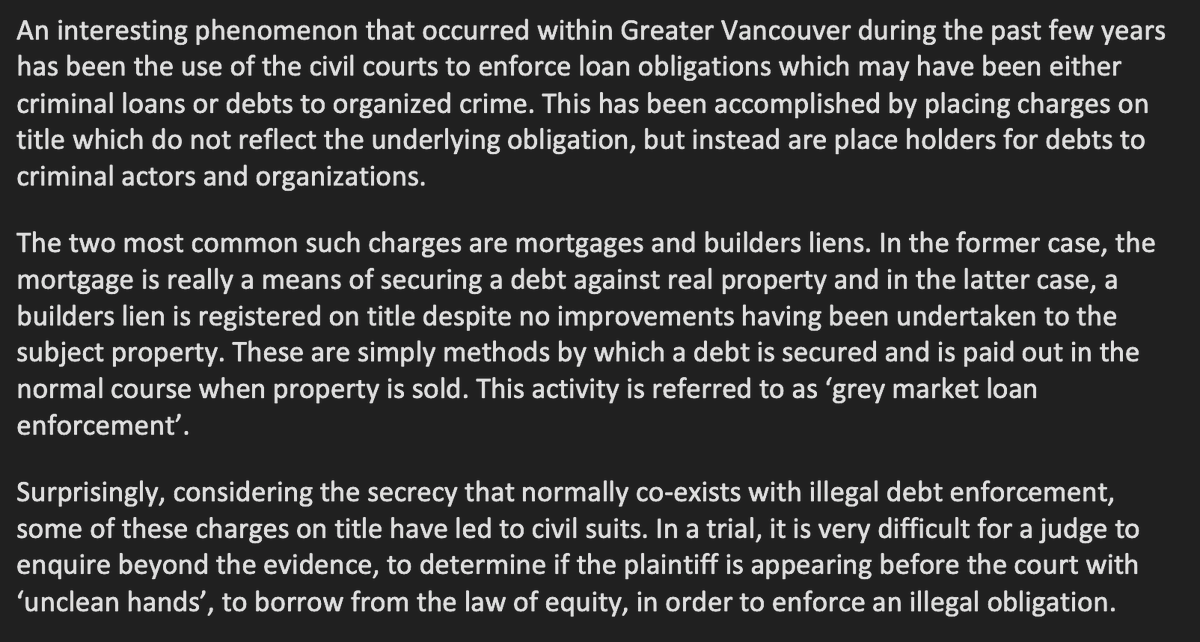 An interesting phenomenon that occurred within Greater Vancouver during the past few years
has been the use of the civil courts to enforce loan obligations which may have been either
criminal loans or debts to organized crime. This has been accomplished by placing charges on
title which do not reflect the underlying obligation, but instead are place holders for debts to
criminal actors and organizations.
The two most common such charges are mortgages and builders liens. In the former case, the
mortgage is really a means of securing a debt against real property and in the latter case, a
builders lien is registered on title despite no improvements having been undertaken to the
subject property. These are simply methods by which a debt is secured and is paid out in the
normal course when property is sold. This activity is referred to as ‘grey market loan
enforcement’.
Surprisingly, considering the secrecy that normally co-exists with illegal debt enforcement,
some of these charges on title have led to civil suits. In a trial, it is very difficult for a judge to
enquire beyond the evidence, to determine if the plaintiff is appearing before the court with
‘unclean hands’, to borrow from the law of equity, in order to enforce an illegal obligation.